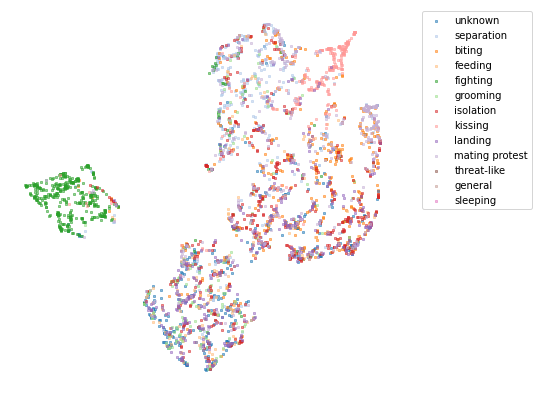 unknown
separation
biting
feeding
fighting
grooming
isolation
kissing
landing
mating protest
threat-like
general
sleeping